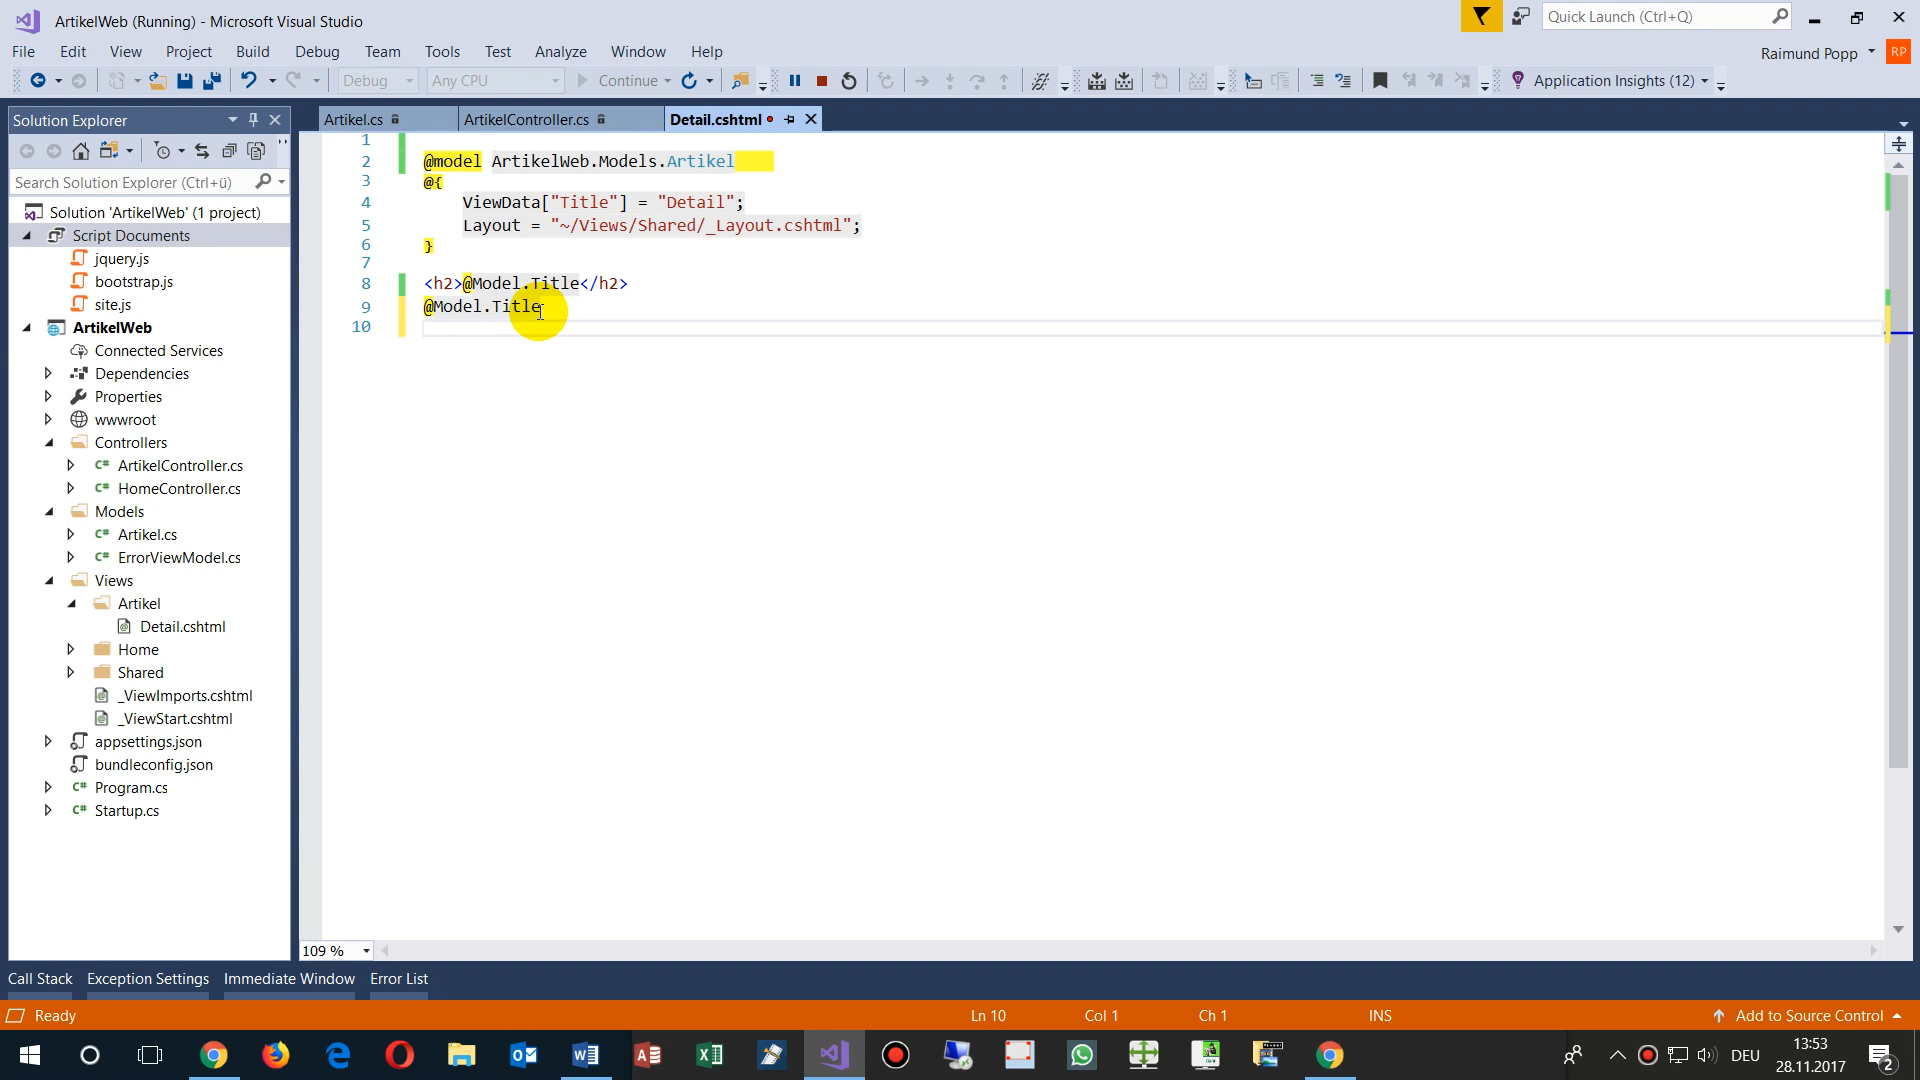 ArtikelWeb (Running) - Microsoft Visual Studio
Quick Launch (Ctrl+Q)
File Edit View Project Build Debug Team Tools Test Analyze Window Help
Raimund Popp RP
Debug Any CPU Continue Application Insights (12)
Solution Explorer
Artikel.cs ArtikelController.cs Detail.cshtml
Search Solution Explorer (Ctrl+ü)
Solution 'ArtikelWeb' (1 project)
Script Documents
jquery.js
bootstrap.js
site.js
ArtikelWeb
Connected Services
Dependencies
Properties
wwwroot
Controllers
C# ArtikelController.cs
C# HomeController.cs
Models
C# Artikel.cs
C# ErrorViewModel.cs
Views
Artikel
Detail.cshtml
Home
Shared
_ViewImports.cshtml
_ViewStart.cshtml
appsettings.json
bundleconfig.json
C# Program.cs
C# Startup.cs
1
2 @model ArtikelWeb.Models.Artikel
3 @{
4 ViewData["Title"] = "Detail";
5 Layout = "~/Views/Shared/_Layout.cshtml";
6 }
7
8 <h2>@Model.Title</h2>
9 @Model.Title
10
109 %
Call Stack Exception Settings Immediate Window Error List
Ready Ln 10 Col 1 Ch 1 INS Add to Source Control
DEU 13:53
28.11.2017
2